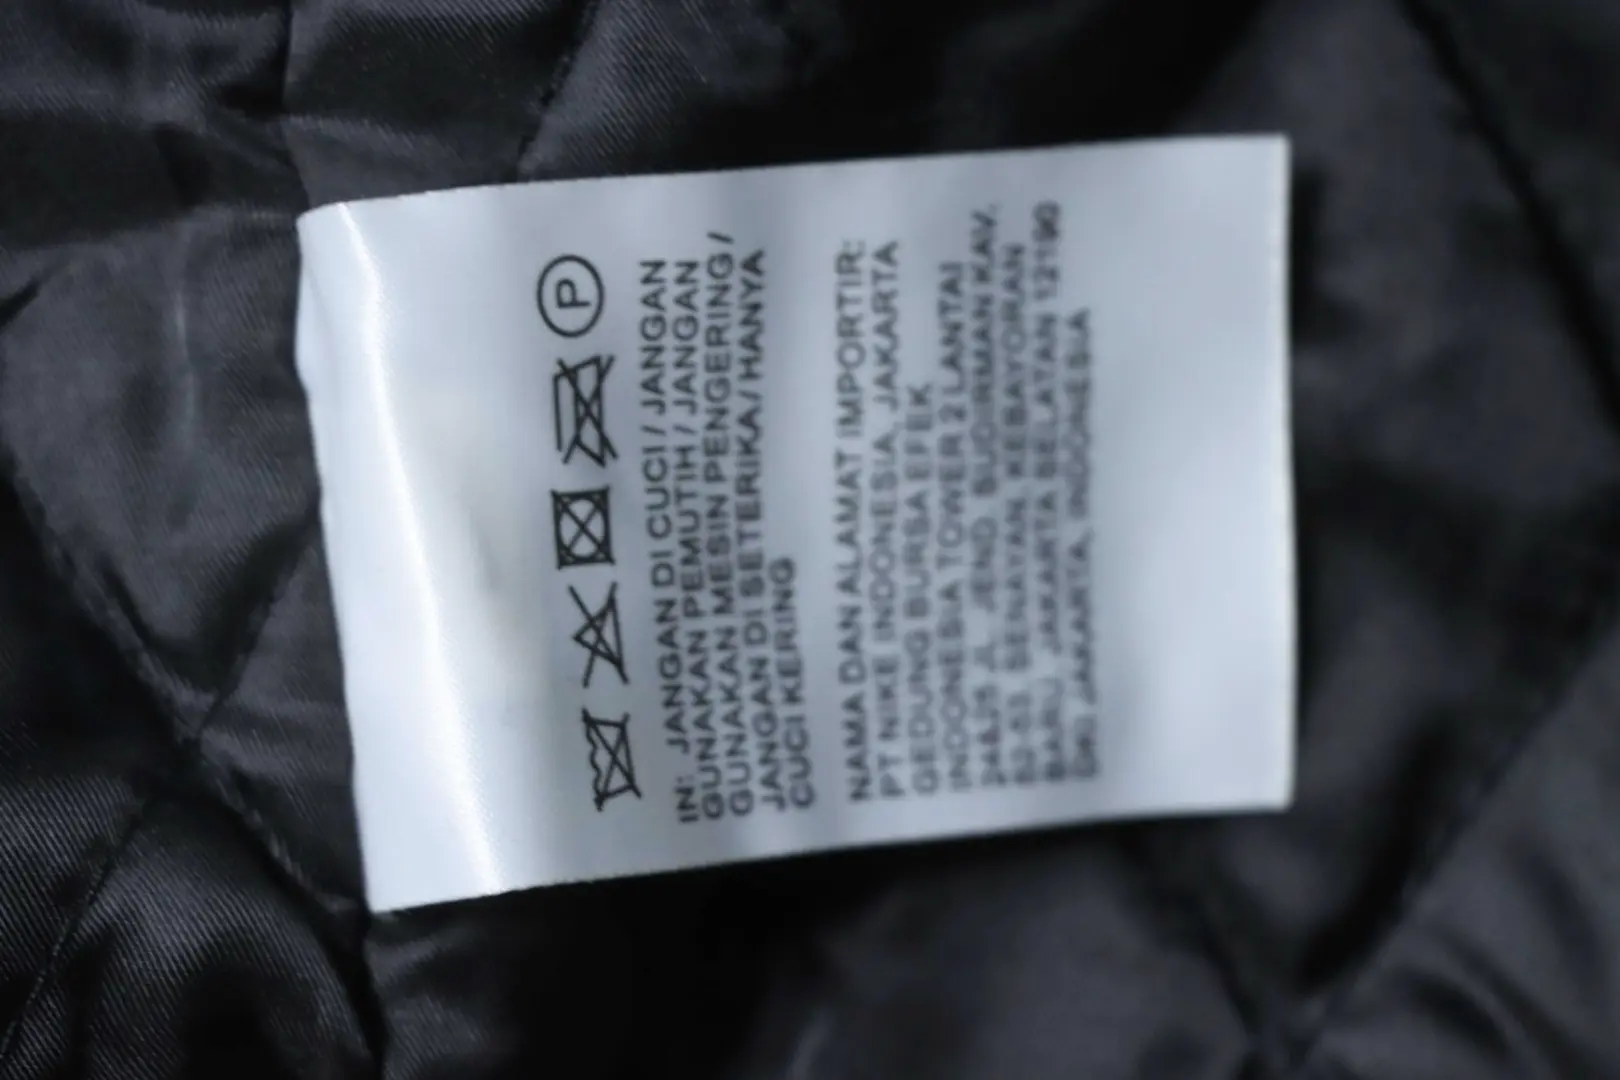 P
IN: JANGAN DI CUCI / JANGAN
GUNAKAN PEMUTIH / JANGAN
GUNAKAN MESIN PENGERING /
JANGAN DI SETERIKA / HANYA
CUCI KERING
NAMA DAN ALAMAT IMPORTIR:
PT NIKE INDONESIA, JAKARTA
GEDUNG BURSA EFEK
INDONESIA TOWER 2 LANTAI
JL. JEND. SUDIRMAN KAV.
52-53, SENAYAN, KEBAYORAN
BARU, JAKARTA SELATAN 12190
DKI JAKARTA, INDONESIA